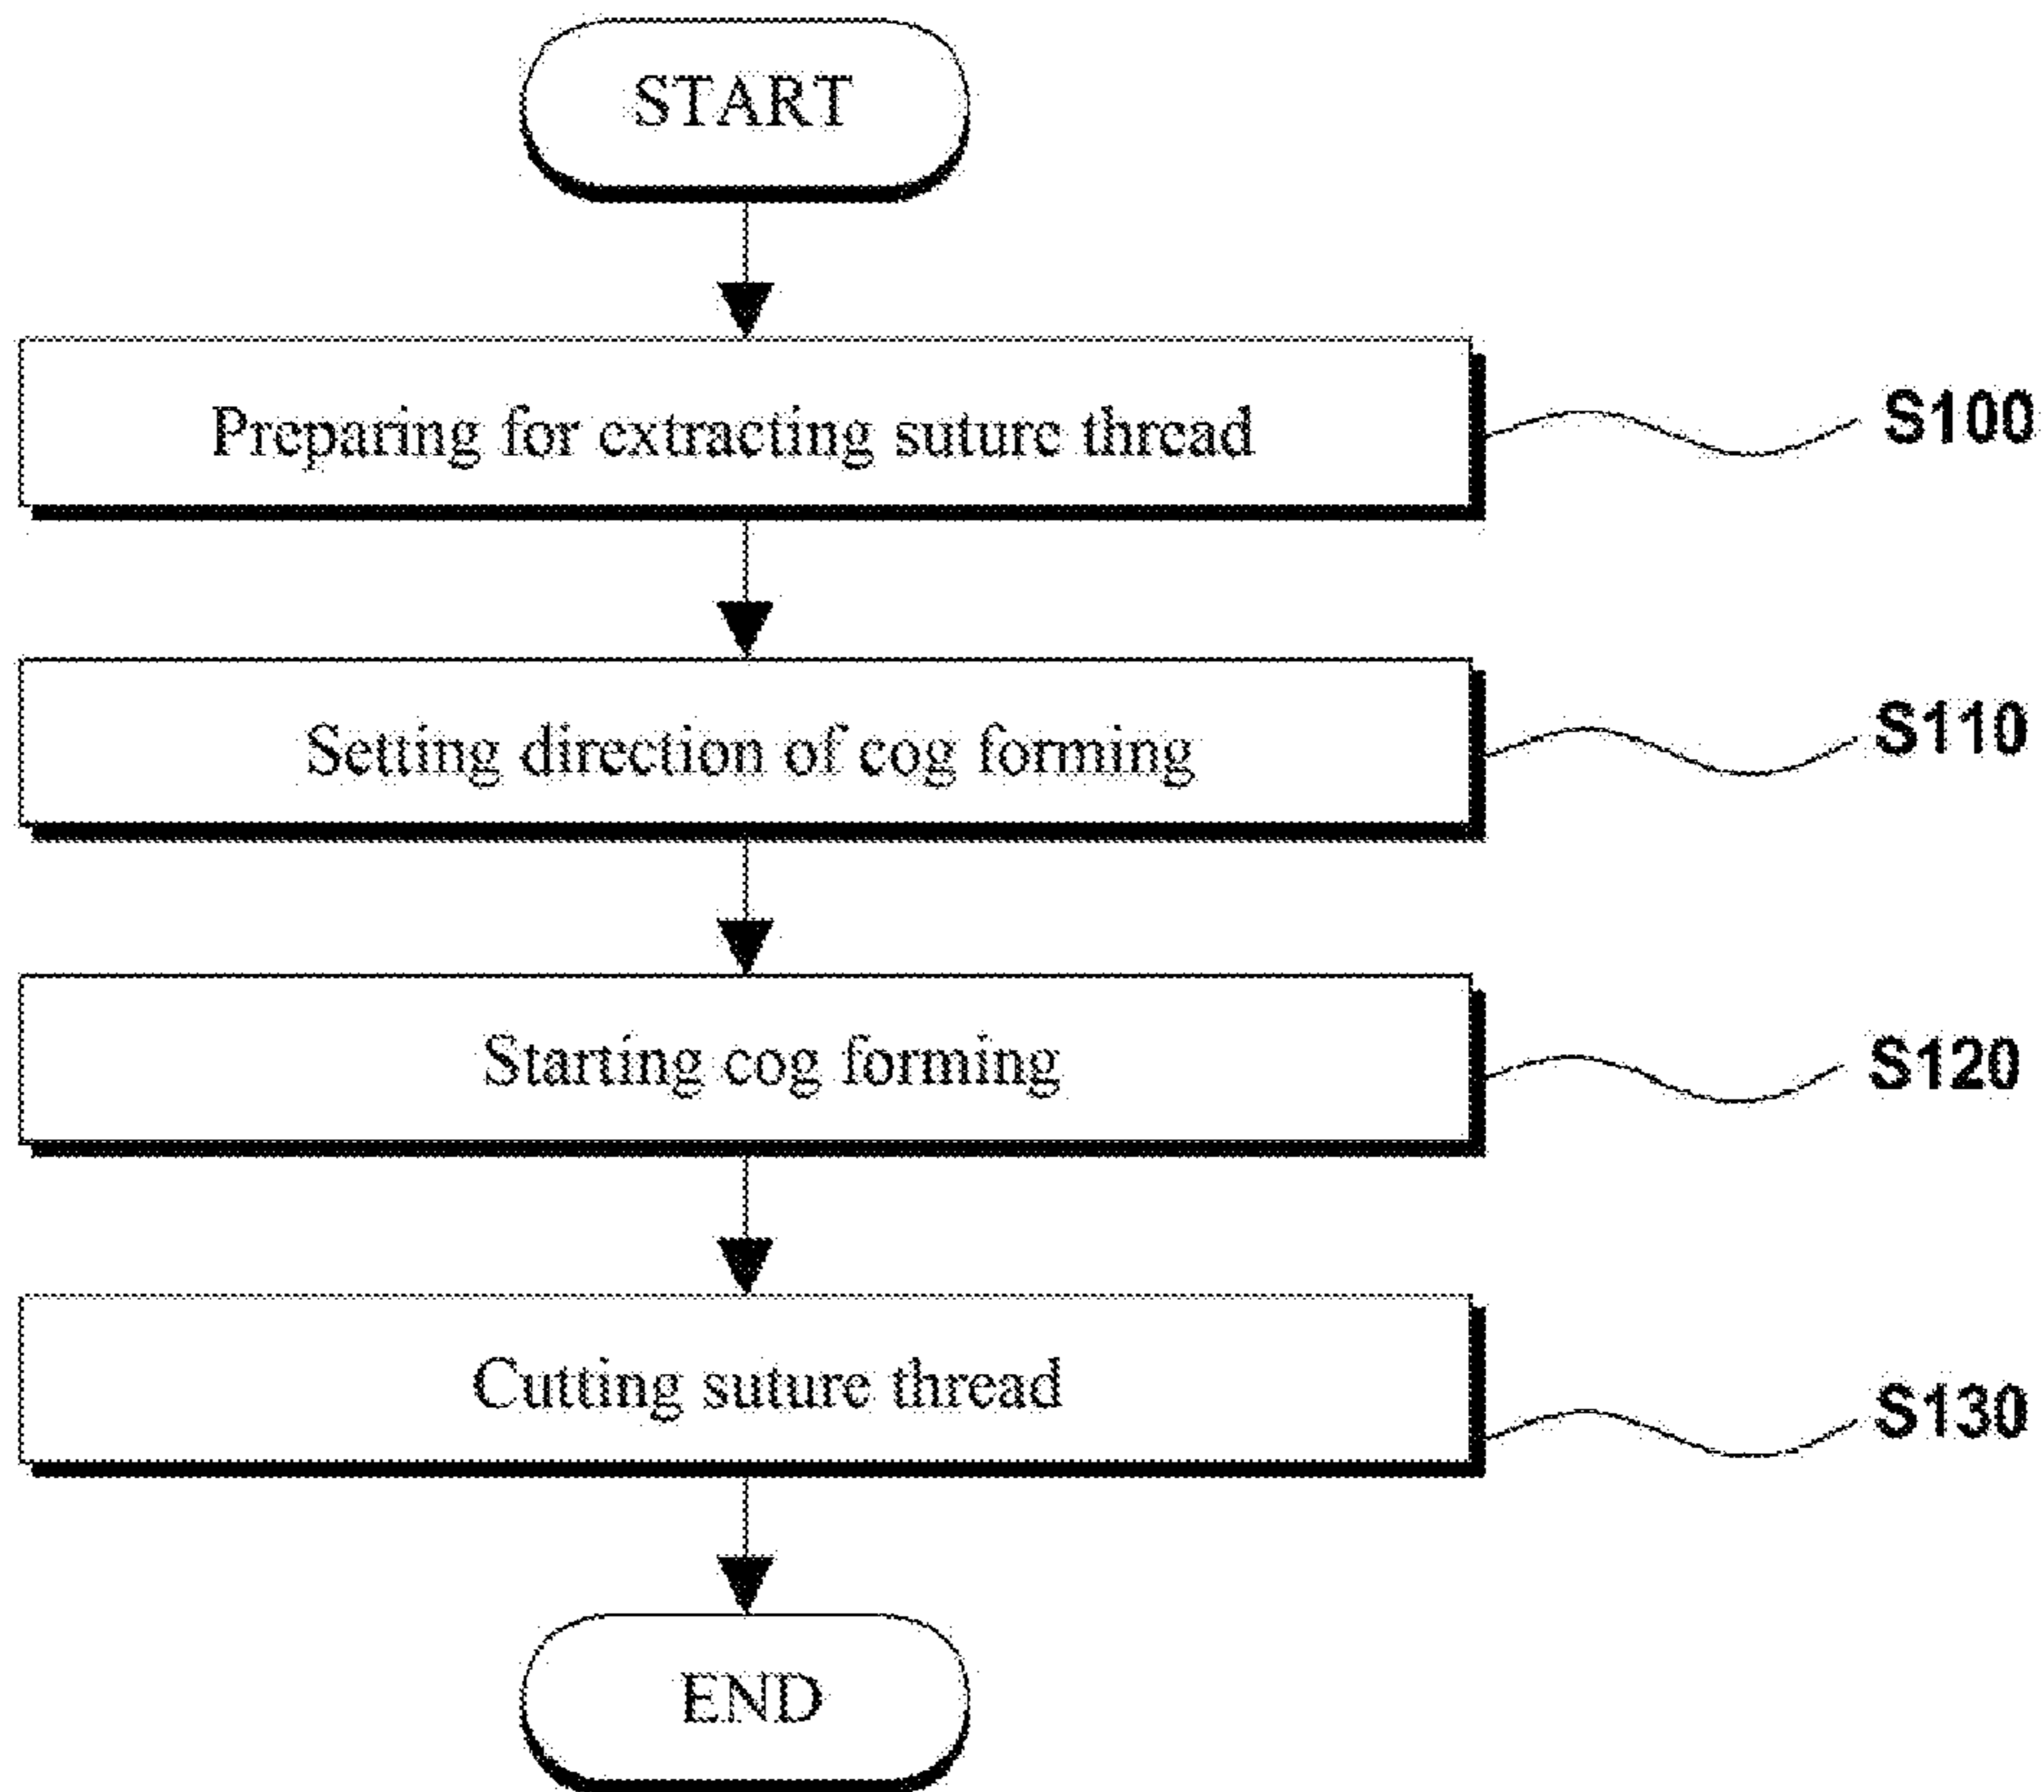 START
Preparing for extracting suture thread
S100
Setting direction of cog forming
S110
Starting cog forming
S120
Cutting suture thread
S130
END